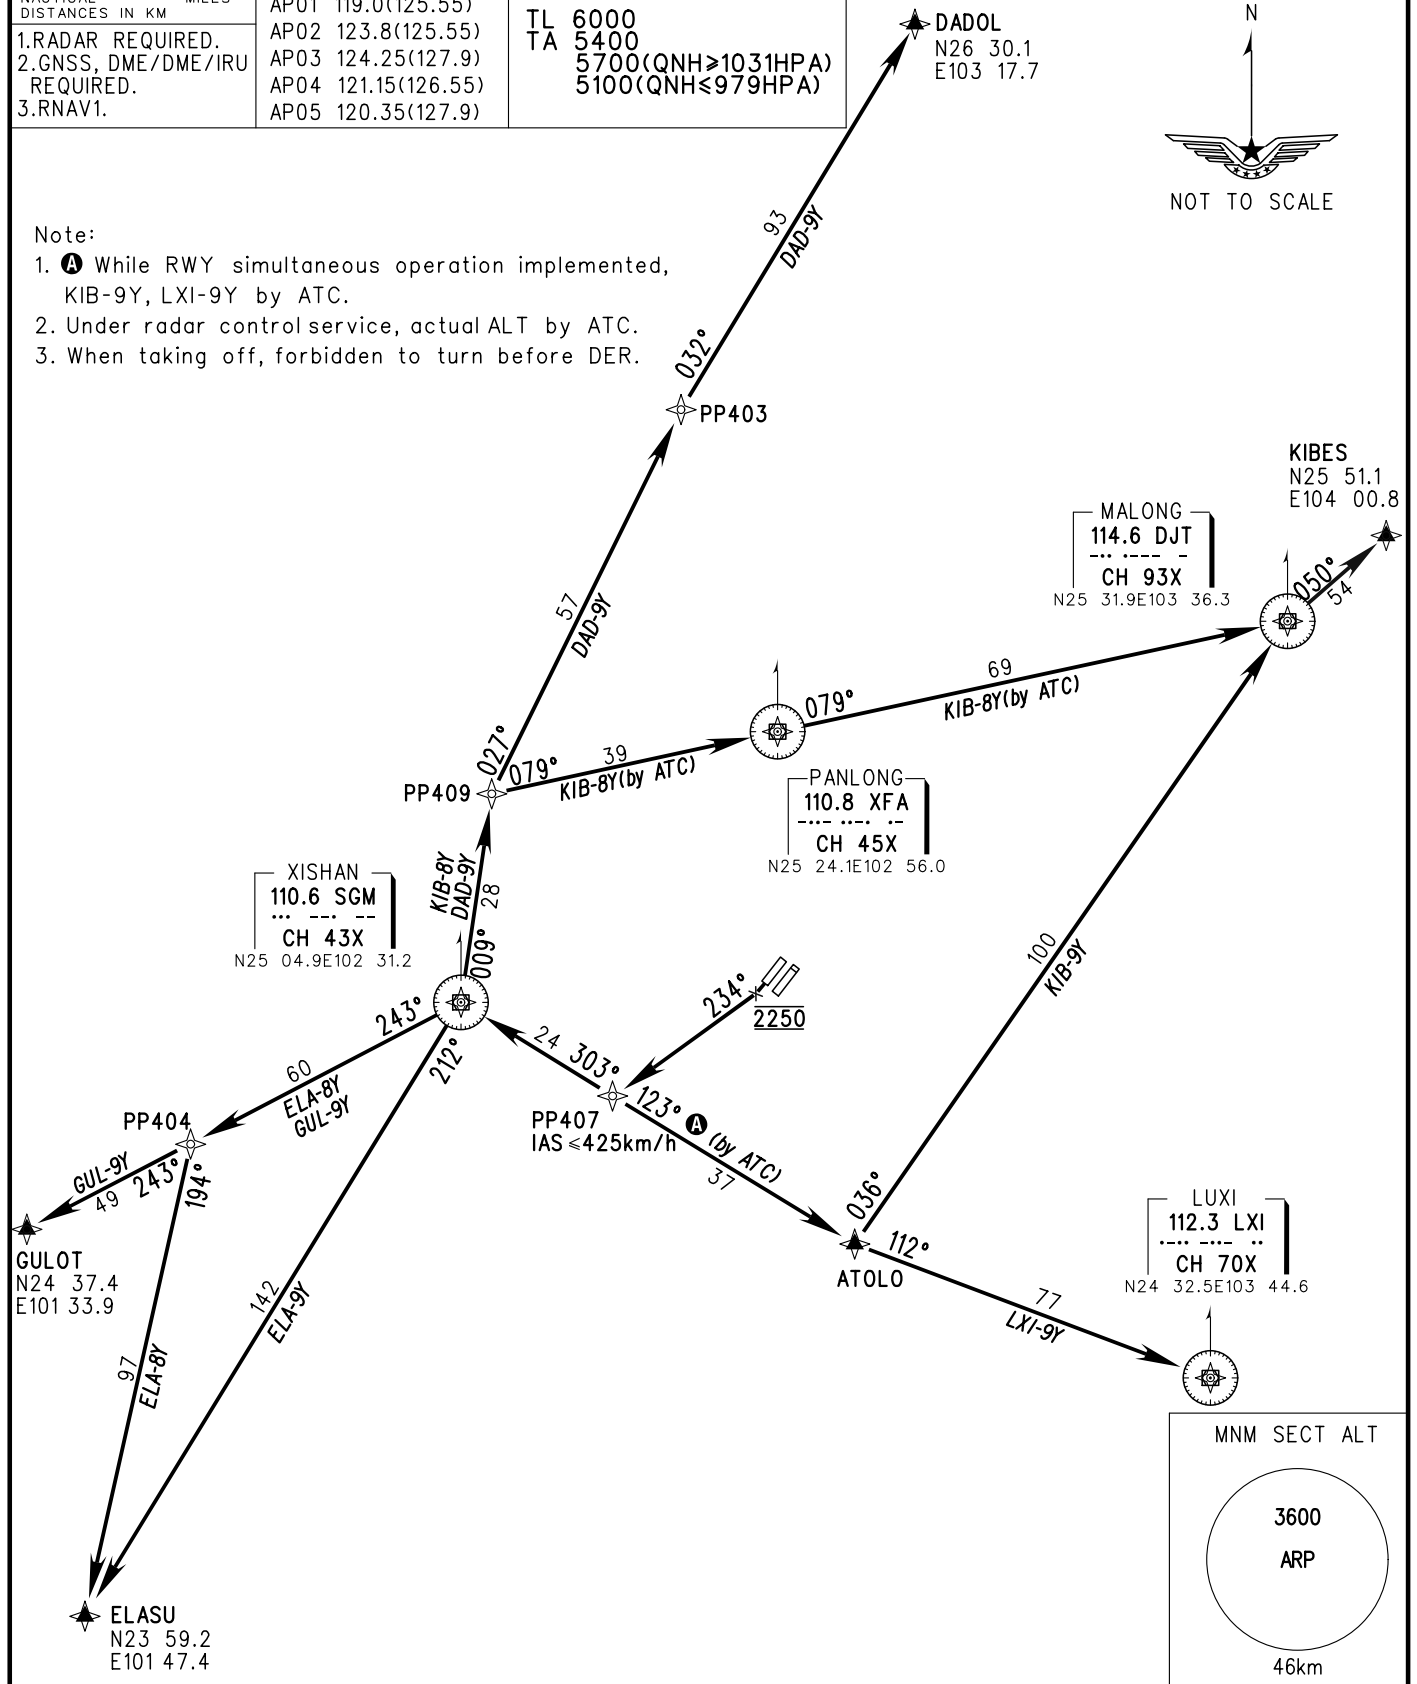 DISTANCES IN KM
1.RADAR REQUIRED.
2.GNSS, DME/DME/IRU
REQUIRED.
3.RNAV1.
AP01 119.0(125.55)
AP02 123.8(125.55)
AP03 124.25(127.9)
AP04 121.15(126.55)
AP05 120.35(127.9)
TL 6000
TA 5400
5700(QNH≥1031HPA)
5100(QNH≤979HPA)
DADOL
N26 30.1
E103 17.7
N
NOT TO SCALE
Note:
1. A While RWY simultaneous operation implemented,
KIB-9Y, LXI-9Y by ATC.
2. Under radar control service, actual ALT by ATC.
3. When taking off, forbidden to turn before DER.
93
DAD-9Y
032°
PP403
KIBES
N25 51.1
E104 00.8
MALONG
114.6 DJT
CH 93X
N25 31.9E103 36.3
050°
54
57
DAD-9Y
69
KIB-8Y(by ATC)
079°
027°
079°
39
KIB-8Y(by ATC)
PP409
PANLONG
110.8 XFA
CH 45X
N25 24.1E102 56.0
XISHAN
110.6 SGM
CH 43X
N25 04.9E102 31.2
KIB-8Y
DAD-9Y
28
009°
100
KIB-9Y
234°
2250
243°
212°
24
303°
60
ELA-8Y
GUL-9Y
PP404
PP407
IAS≤425km/h
123°
A
(by ATC)
37
GUL-9Y
49
243°
194°
036°
112°
ATOLO
LUXI
112.3 LXI
CH 70X
N24 32.5E103 44.6
GULOT
N24 37.4
E101 33.9
142
ELA-9Y
77
LXI-9Y
97
ELA-8Y
MNM SECT ALT
3600
ARP
46km
ELASU
N23 59.2
E101 47.4